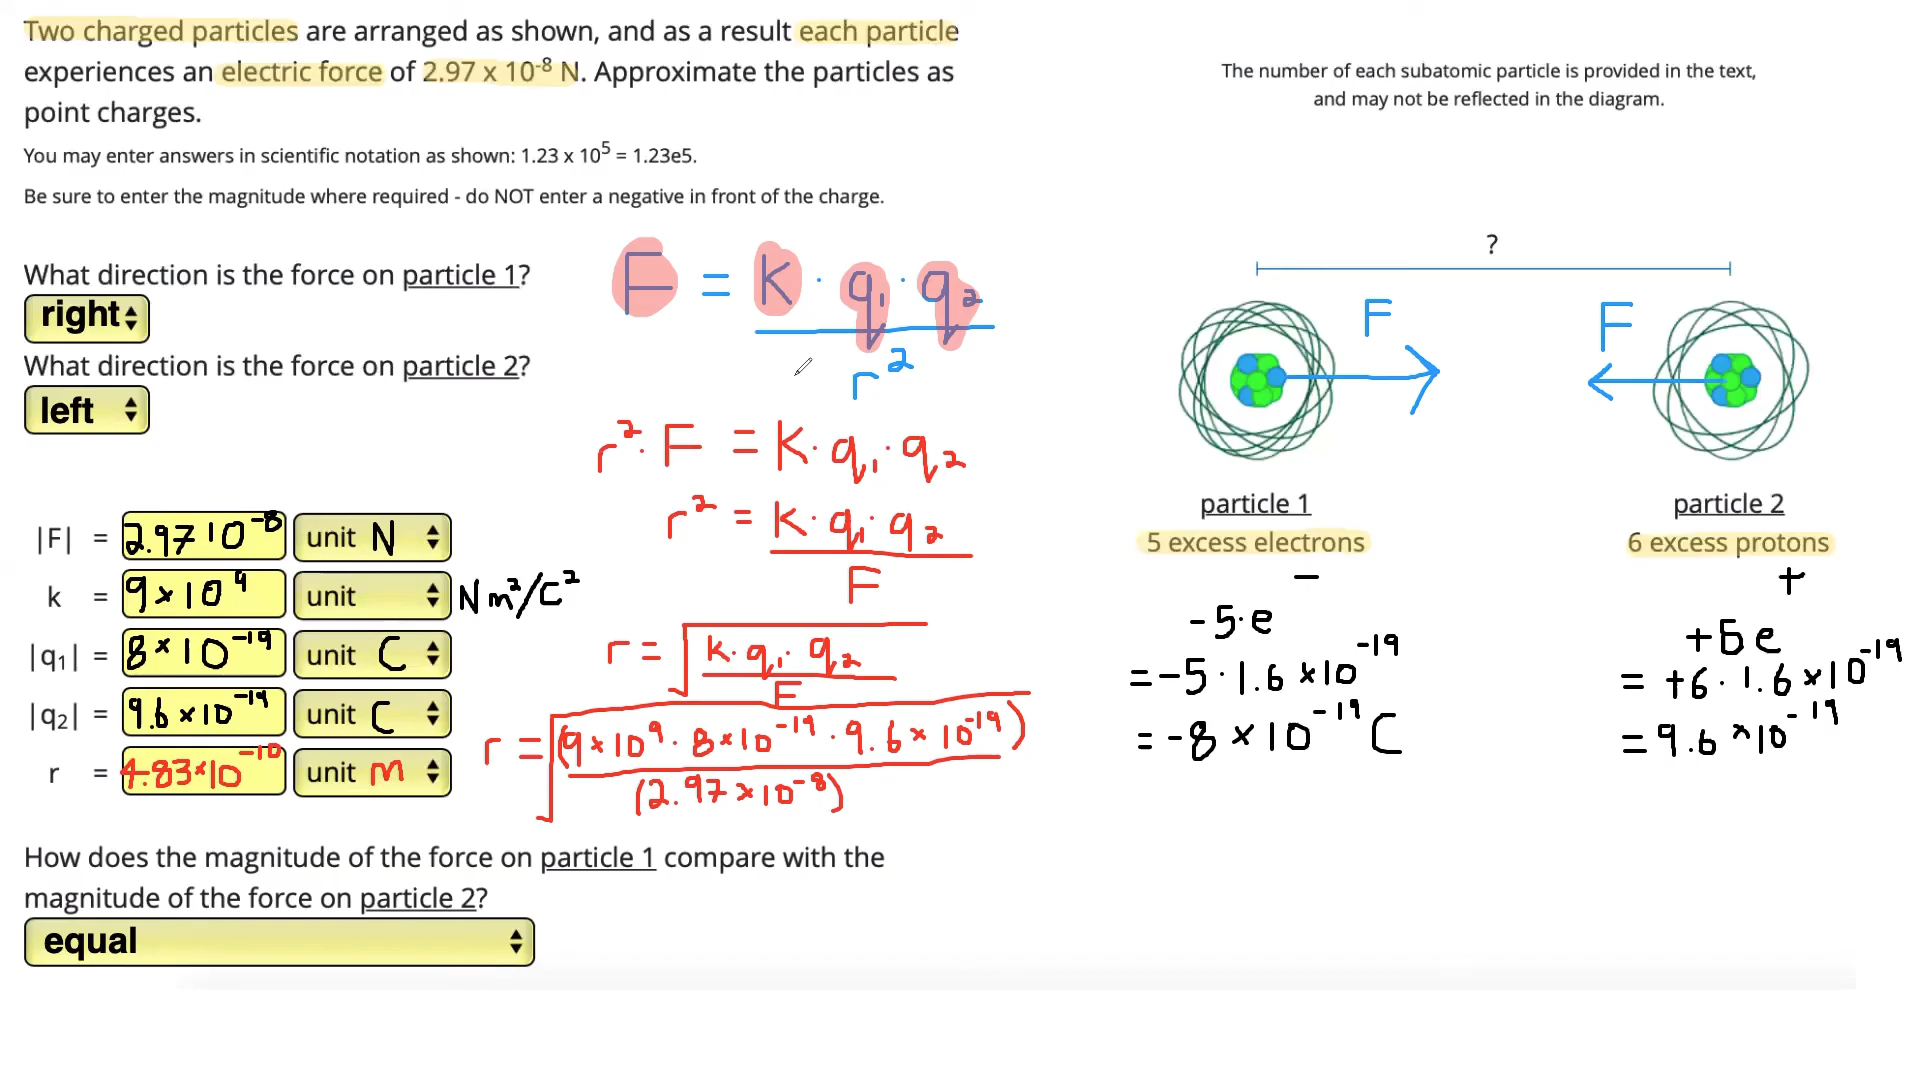 Two charged particles are arranged as shown, and as a result each particle
experiences an electric force of 2.97 x 10⁻⁸ N. Approximate the particles as
point charges.
You may enter answers in scientific notation as shown: 1.23 x 10⁵ = 1.23e5.
Be sure to enter the magnitude where required - do NOT enter a negative in front of the charge.
The number of each subatomic particle is provided in the text,
and may not be reflected in the diagram.
What direction is the force on particle 1?
right
What direction is the force on particle 2?
left
|F| = 2.97 10⁻⁸ unit N
k = 9 × 10⁹ unit N m²/C²
|q₁| = 8 × 10⁻¹⁹ unit C
|q₂| = 9.6 × 10⁻¹⁹ unit C
r = 4.83 × 10⁻¹⁰ unit m
How does the magnitude of the force on particle 1 compare with the
magnitude of the force on particle 2?
equal
F = K · q₁ · q₂
r²
r² · F = K · q₁ · q₂
r² = K · q₁ · q₂
F
r = √ K · q₁ · q₂
F
r = √ (9 × 10⁹ · 8 × 10⁻¹⁹ · 9.6 × 10⁻¹⁹)
(2.97 × 10⁻⁸)
?
F
F
particle 1
5 excess electrons
−
-5 · e
= -5 · 1.6 × 10⁻¹⁹
= -8 × 10⁻¹⁹ C
particle 2
6 excess protons
+
+6 e
= +6 · 1.6 × 10⁻¹⁹
= 9.6 × 10⁻¹⁹